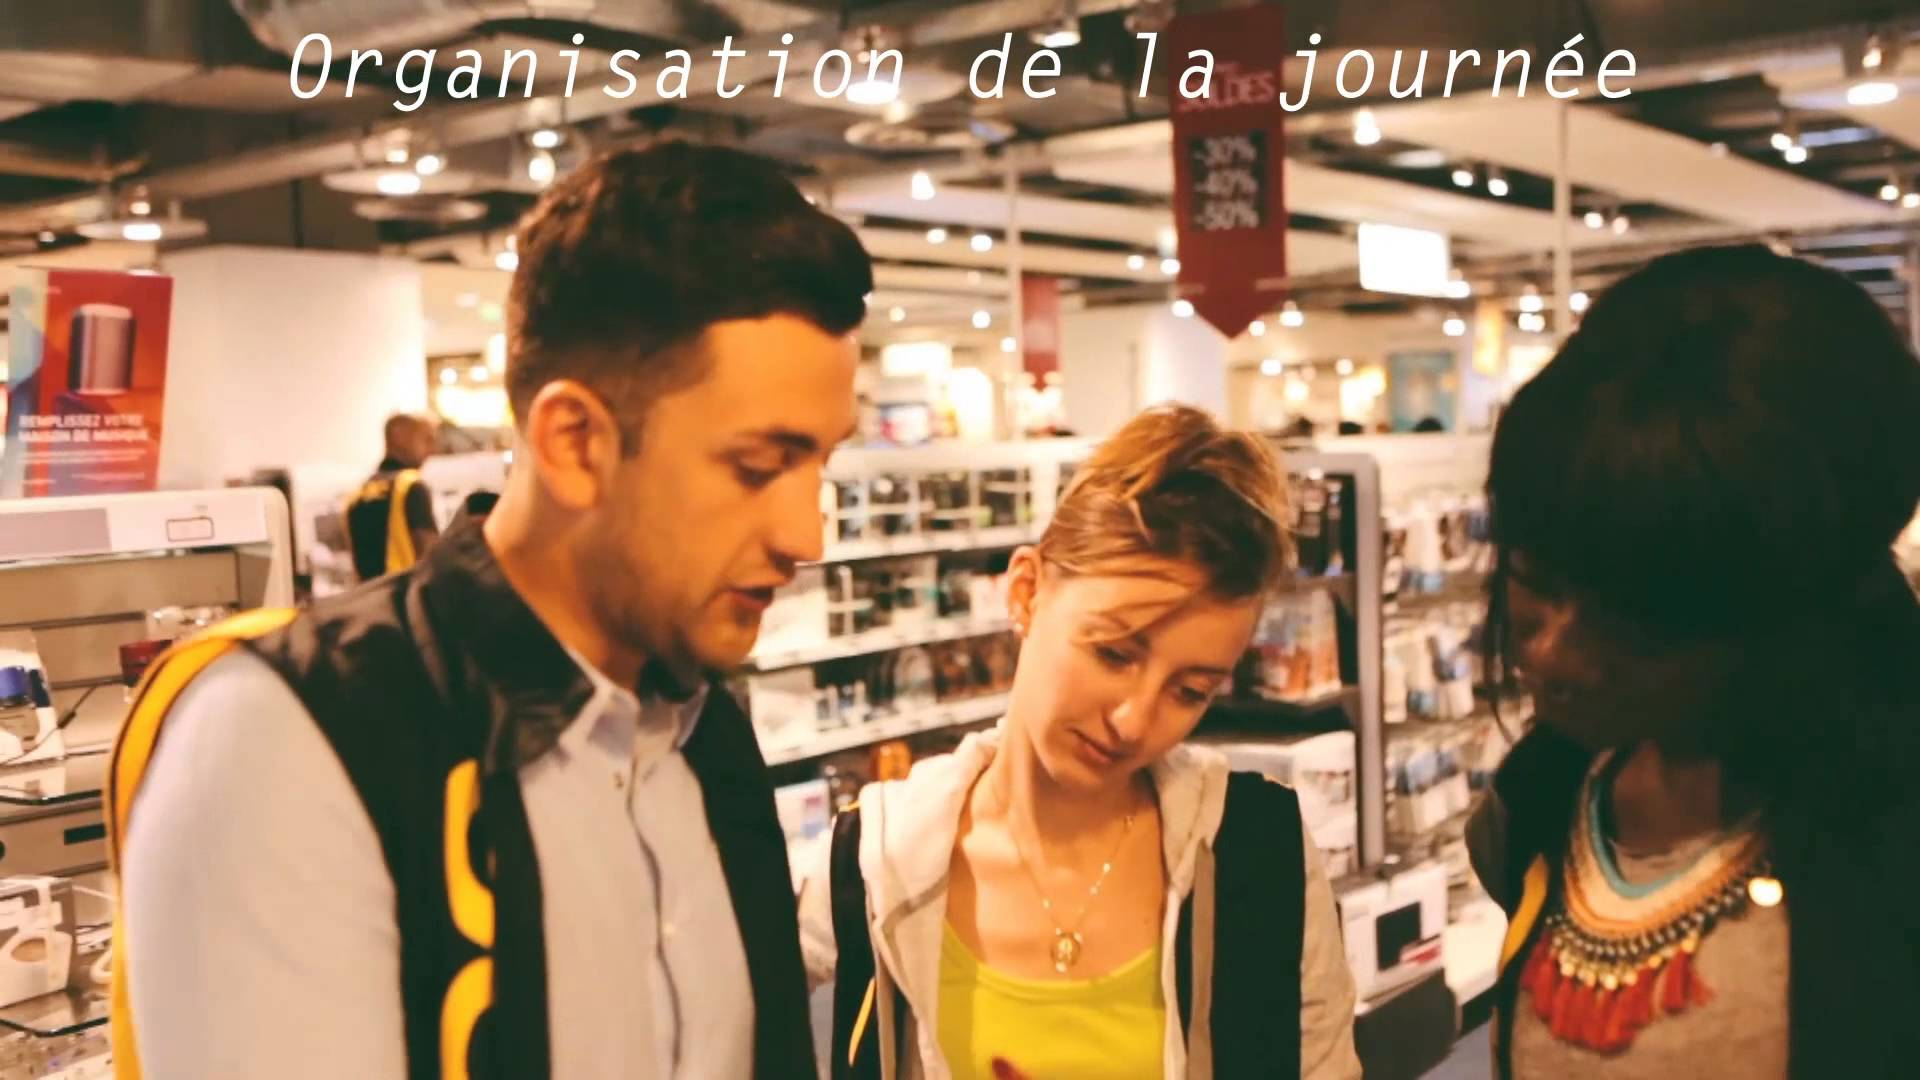 Organisation de la journée
SOLDES
-30%
-40%
-50%
REMPLISSEZ VOTRE
MAISON DE MUSIQUE